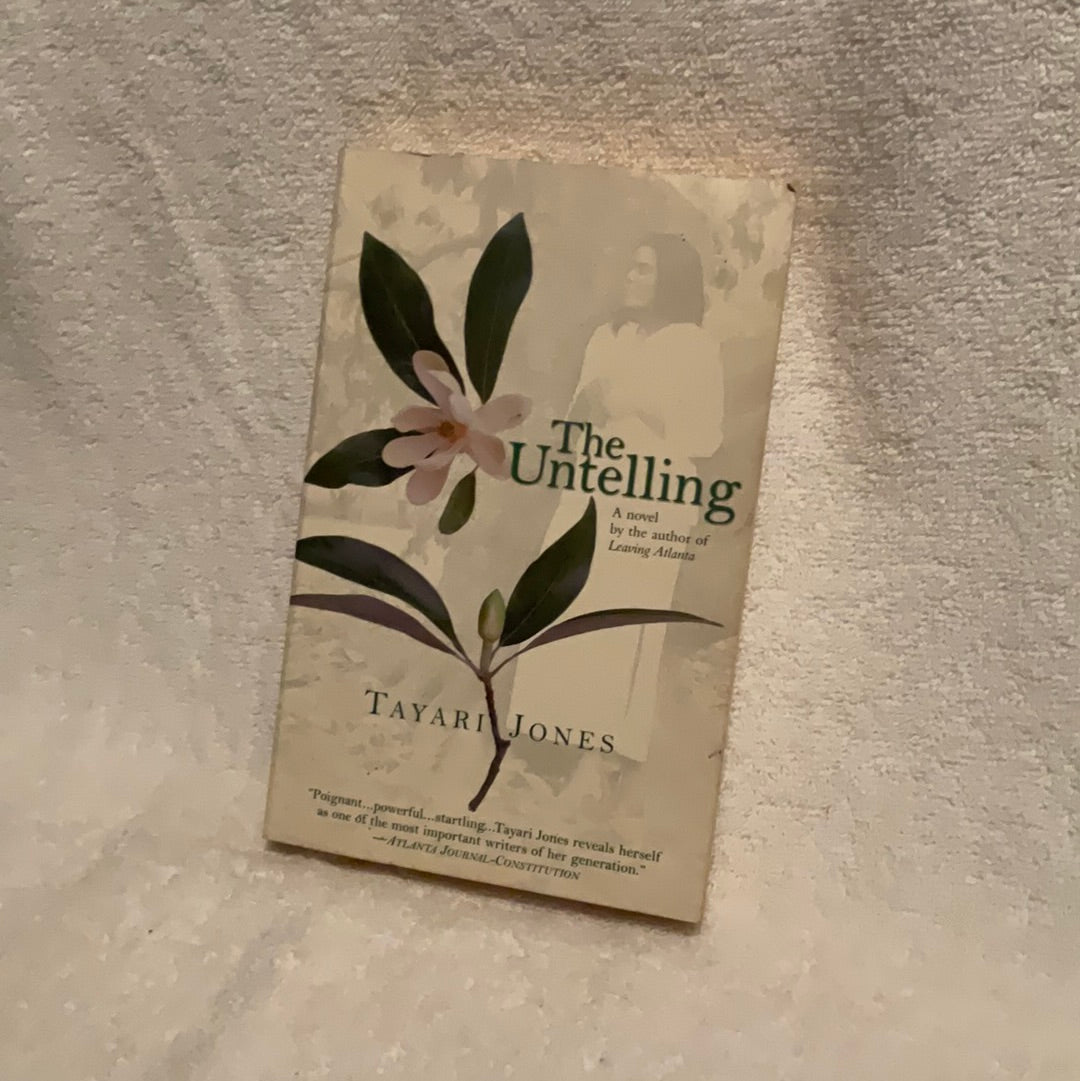 The
Untelling
A novel
by the author of
Leaving Atlanta
TAYARI JONES
"Poignant...powerful...startling...Tayari Jones reveals herself
as one of the most important writers of her generation."
—ATLANTA JOURNAL-CONSTITUTION